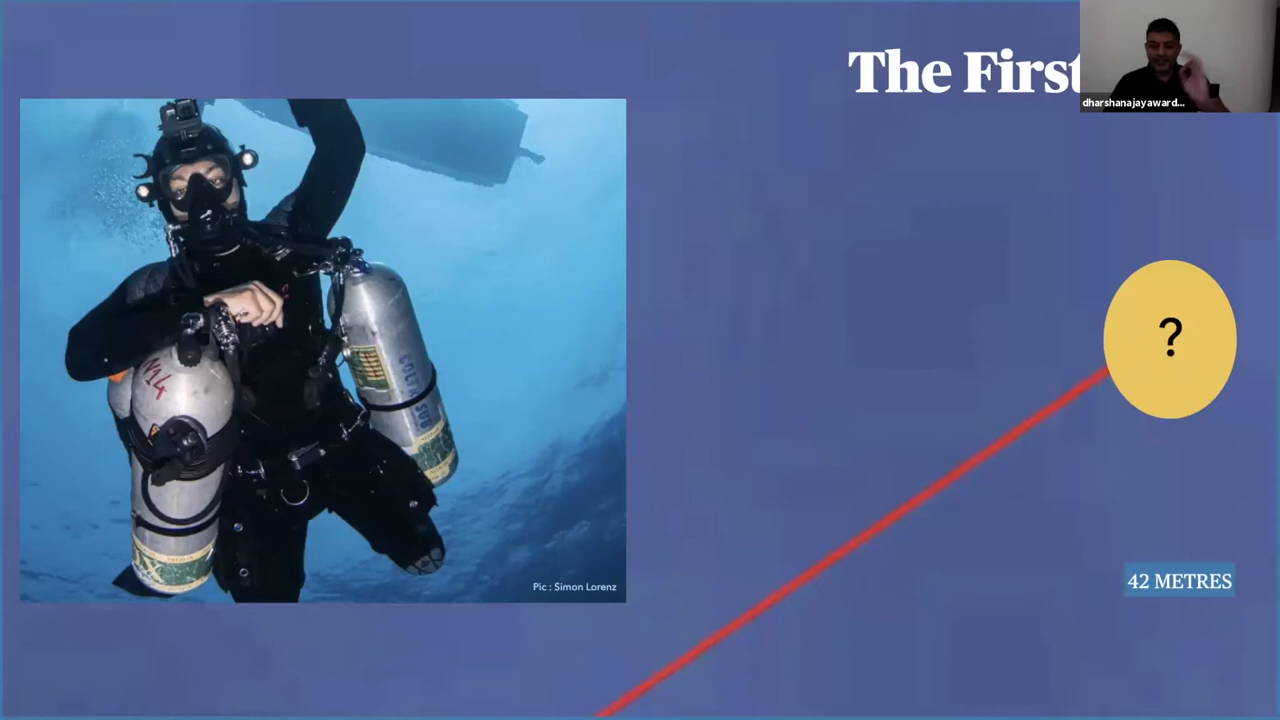 The First
dharshanajayaward...
?
42 METRES
Pic : Simon Lorenz